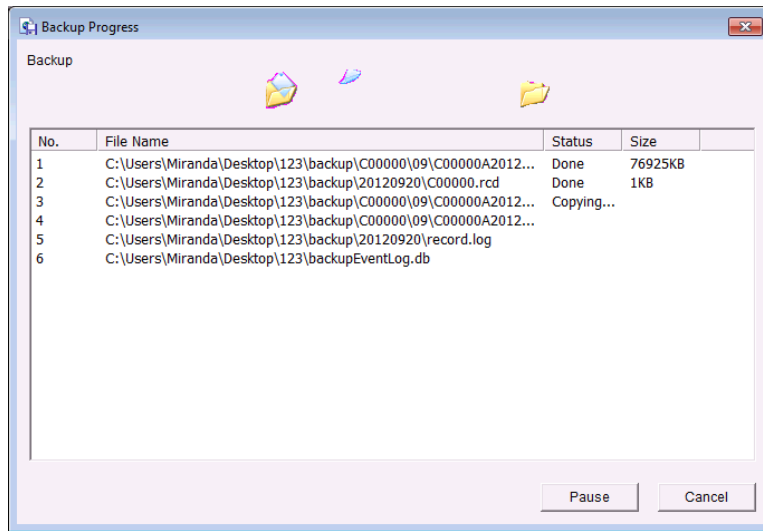 Backup Progress
Backup
No. File Name Status Size
1 C:\Users\Miranda\Desktop\123\backup\C00000\09\C00000A2012... Done 76925KB
2 C:\Users\Miranda\Desktop\123\backup\20120920\C00000.rcd Done 1KB
3 C:\Users\Miranda\Desktop\123\backup\C00000\09\C00000A2012... Copying...
4 C:\Users\Miranda\Desktop\123\backup\C00000\09\C00000A2012...
5 C:\Users\Miranda\Desktop\123\backup\20120920\record.log
6 C:\Users\Miranda\Desktop\123\backupEventLog.db
Pause Cancel